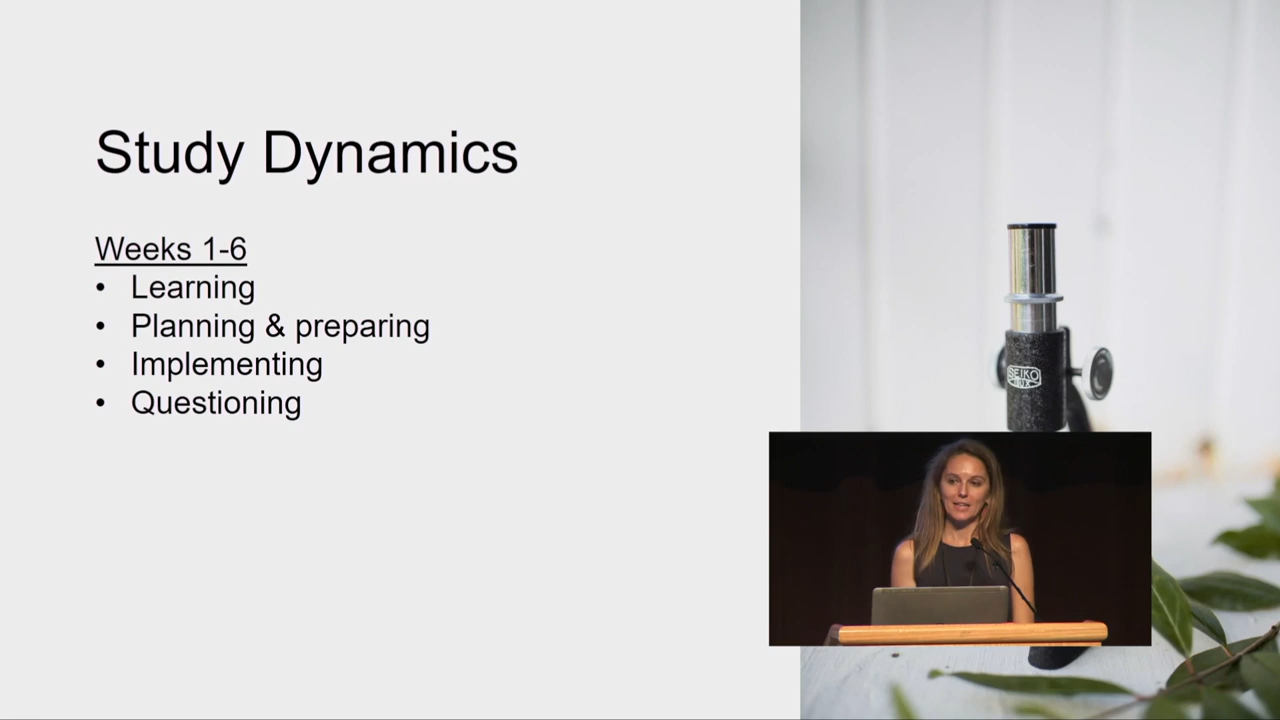 Study Dynamics
Weeks 1-6
• Learning
• Planning & preparing
• Implementing
• Questioning
SEIKO